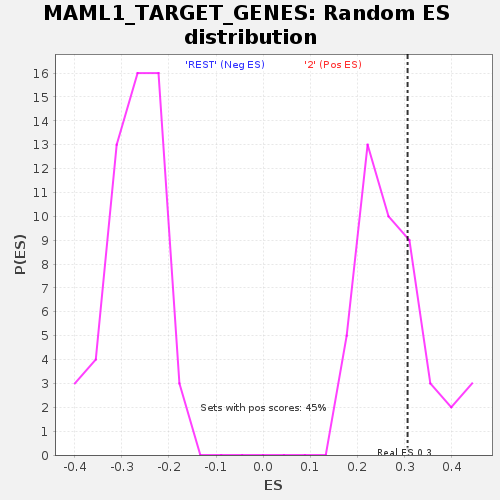 MAML1_TARGET_GENES: Random ES
distribution
'REST' (Neg ES) '2' (Pos ES)
16
15
14
13
12
11
10
9
8
7
6
5
4
3
2
1
0
P(ES)
Sets with pos scores: 45%
Real ES 0.3
-0.4 -0.3 -0.2 -0.1 0.0 0.1 0.2 0.3 0.4
ES